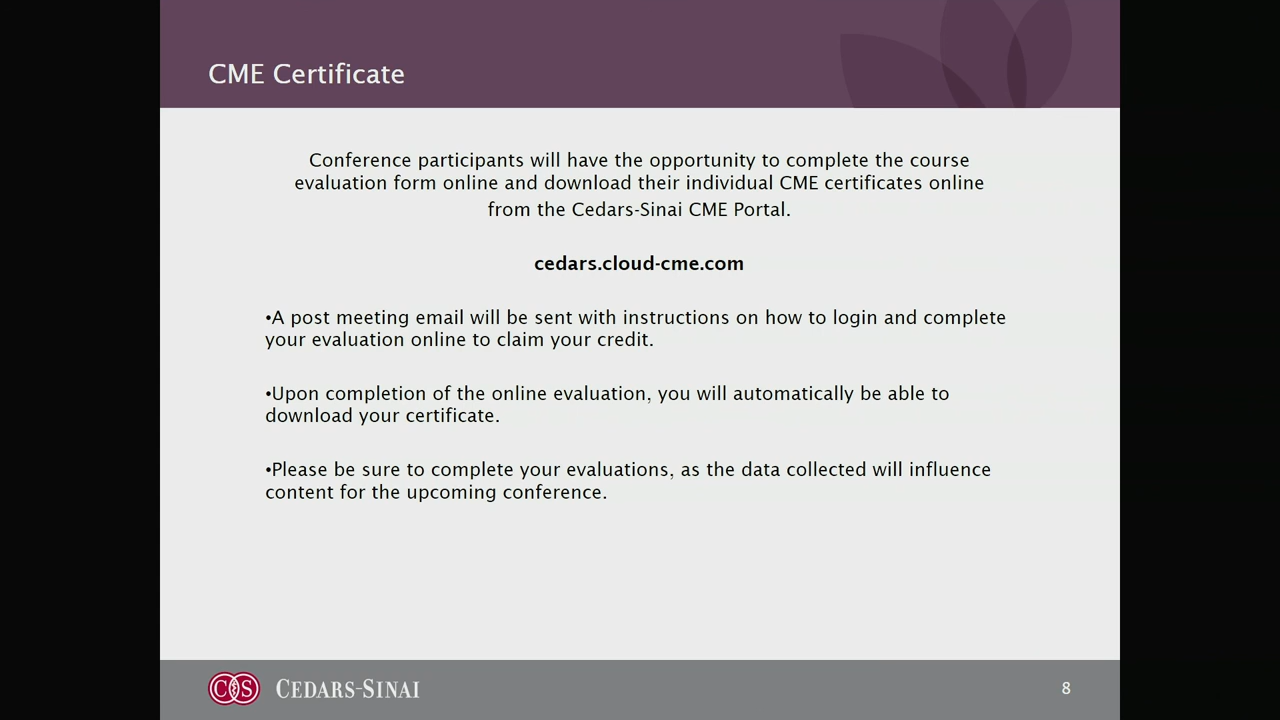 CME Certificate
Conference participants will have the opportunity to complete the course
evaluation form online and download their individual CME certificates online
from the Cedars-Sinai CME Portal.
cedars.cloud-cme.com
•A post meeting email will be sent with instructions on how to login and complete
your evaluation online to claim your credit.
•Upon completion of the online evaluation, you will automatically be able to
download your certificate.
•Please be sure to complete your evaluations, as the data collected will influence
content for the upcoming conference.
CS CEDARS-SINAI
8